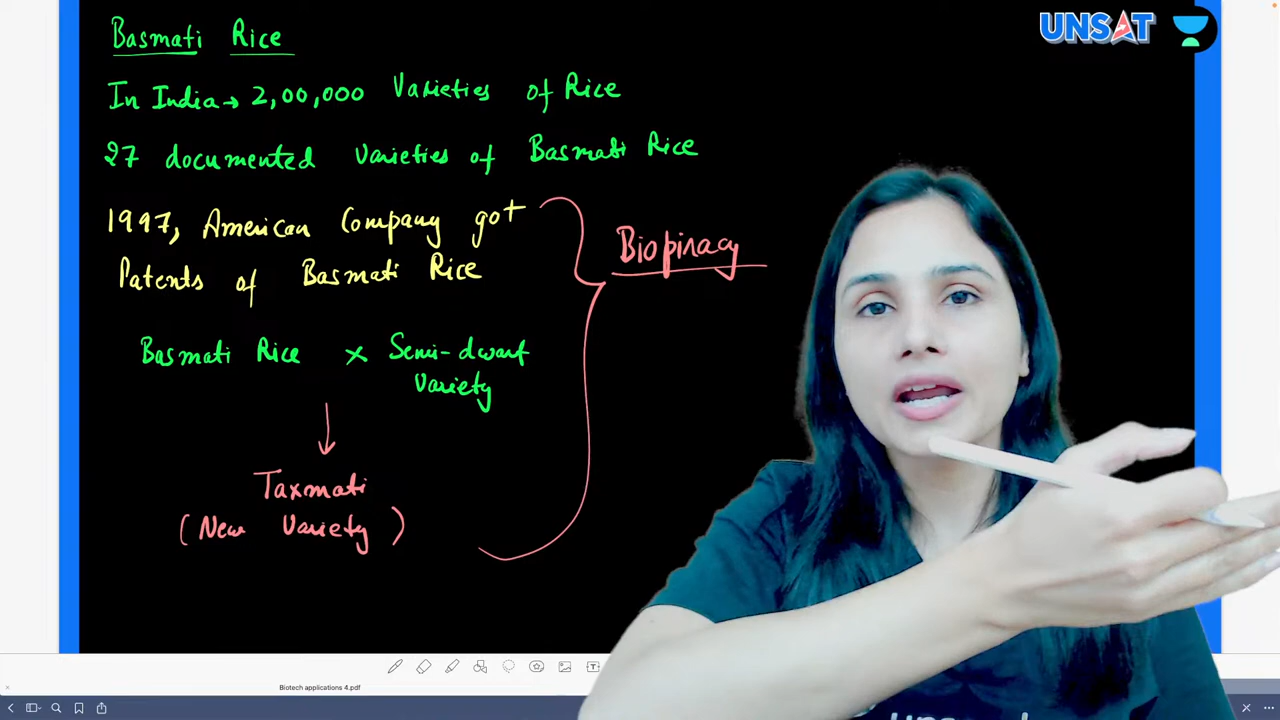 Basmati Rice
UNSAT
In India → 2,00,000 Varieties of Rice
27 documented Varieties of Basmati Rice
1997, American Company got
Patents of Basmati Rice
Biopiracy
Basmati Rice x Semi-dwarf
Variety
Taxmati
(New Variety)
Biotech applications 4.pdf